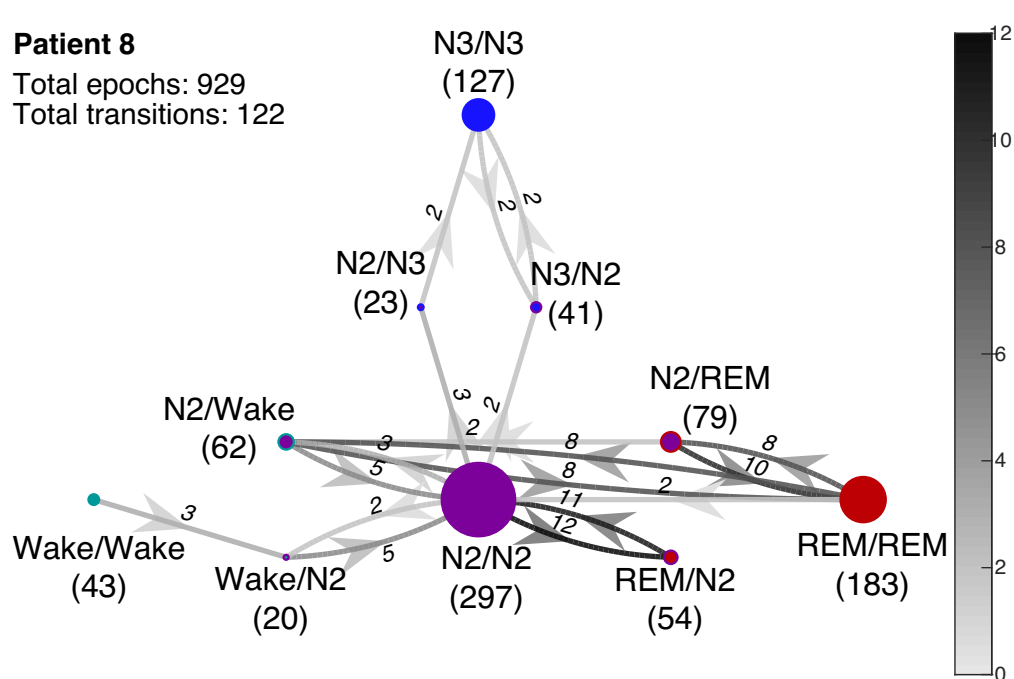 Patient 8
Total epochs: 929
Total transitions: 122
N3/N3
(127)
12
10
8
6
4
2
0
2
2
2
N2/N3
(23)
N3/N2
(41)
3
2
N2/REM
(79)
N2/Wake
(62)
2
3
8
8
5
8
10
2
2
11
3
12
5
Wake/Wake
(43)
Wake/N2
(20)
N2/N2
(297)
REM/N2
(54)
REM/REM
(183)